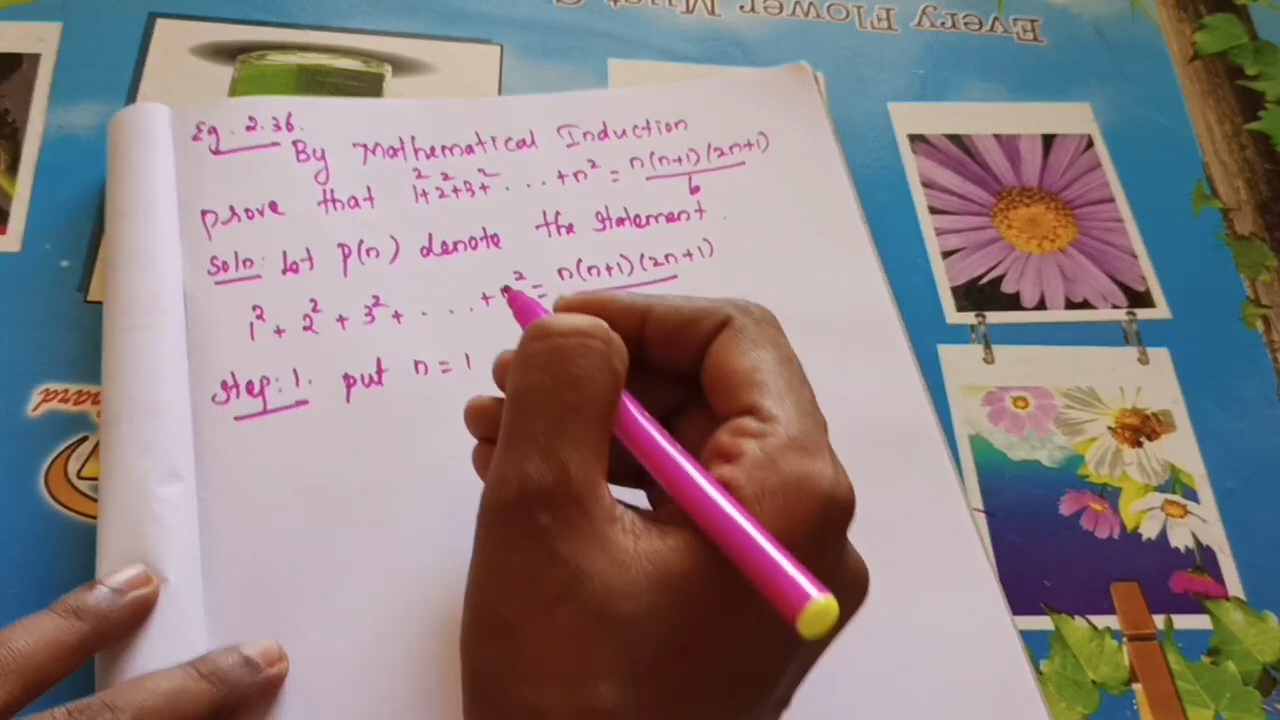 Every Flower Must G
Eg. 2.36.
By Mathematical Induction
prove that 1²+2²+3²+ . . . +n² = n(n+1)(2n+1)/6
Soln: Let P(n) denote the statement.
1² + 2² + 3² + . . . . + n² = n(n+1)(2n+1)
Step: 1. put n = 1